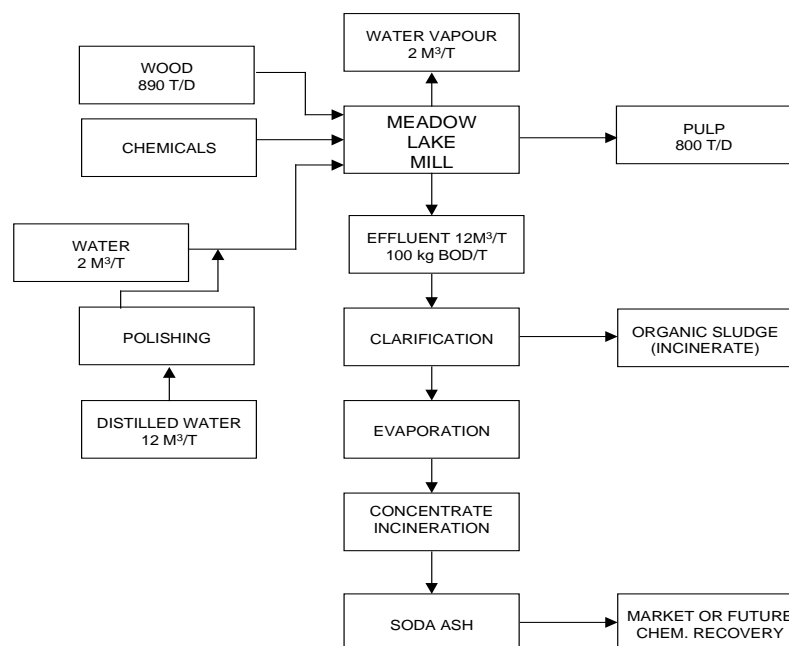 WATER VAPOUR
2 M³/T
WOOD
890 T/D
CHEMICALS
MEADOW
LAKE
MILL
PULP
800 T/D
WATER
2 M³/T
EFFLUENT 12M³/T
100 kg BOD/T
POLISHING
CLARIFICATION
ORGANIC SLUDGE
(INCINERATE)
DISTILLED WATER
12 M³/T
EVAPORATION
CONCENTRATE
INCINERATION
SODA ASH
MARKET OR FUTURE
CHEM. RECOVERY